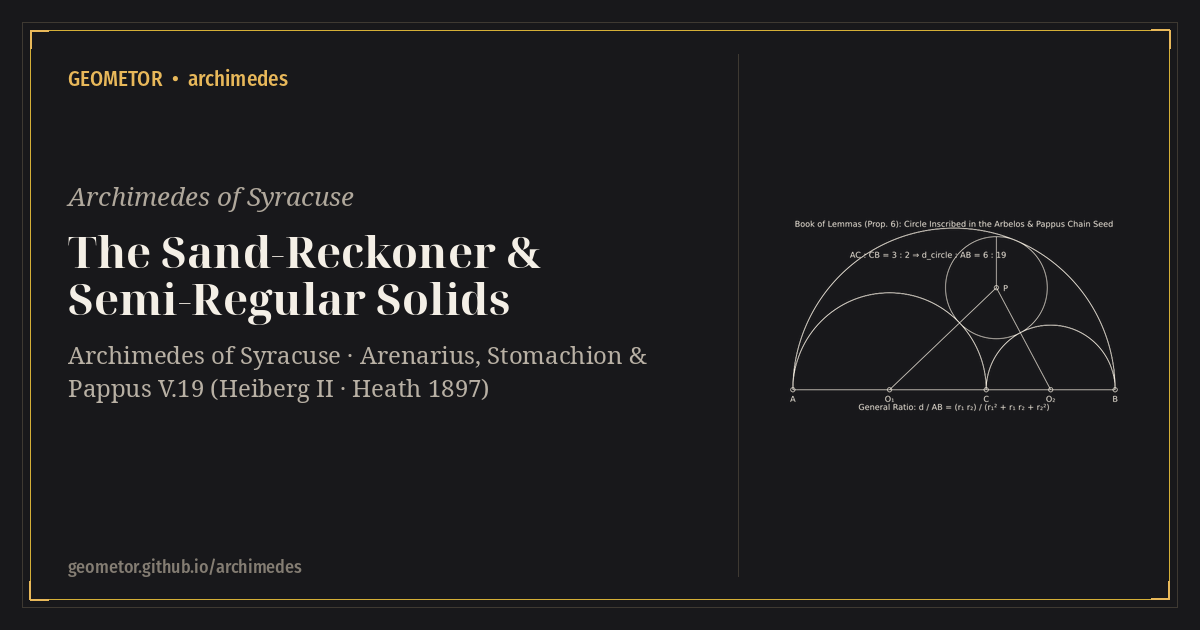 GEOMETOR • archimedes
Archimedes of Syracuse
The Sand-Reckoner &
Semi-Regular Solids
Archimedes of Syracuse · Arenarius, Stomachion &
Pappus V.19 (Heiberg II · Heath 1897)
geometor.github.io/archimedes
Book of Lemmas (Prop. 6): Circle Inscribed in the Arbelos & Pappus Chain Seed
AC : CB = 3 : 2 ⇒ d_circle : AB = 6 : 19
P
A O₁ C O₂ B
General Ratio: d / AB = (r₁ r₂) / (r₁² + r₁ r₂ + r₂²)